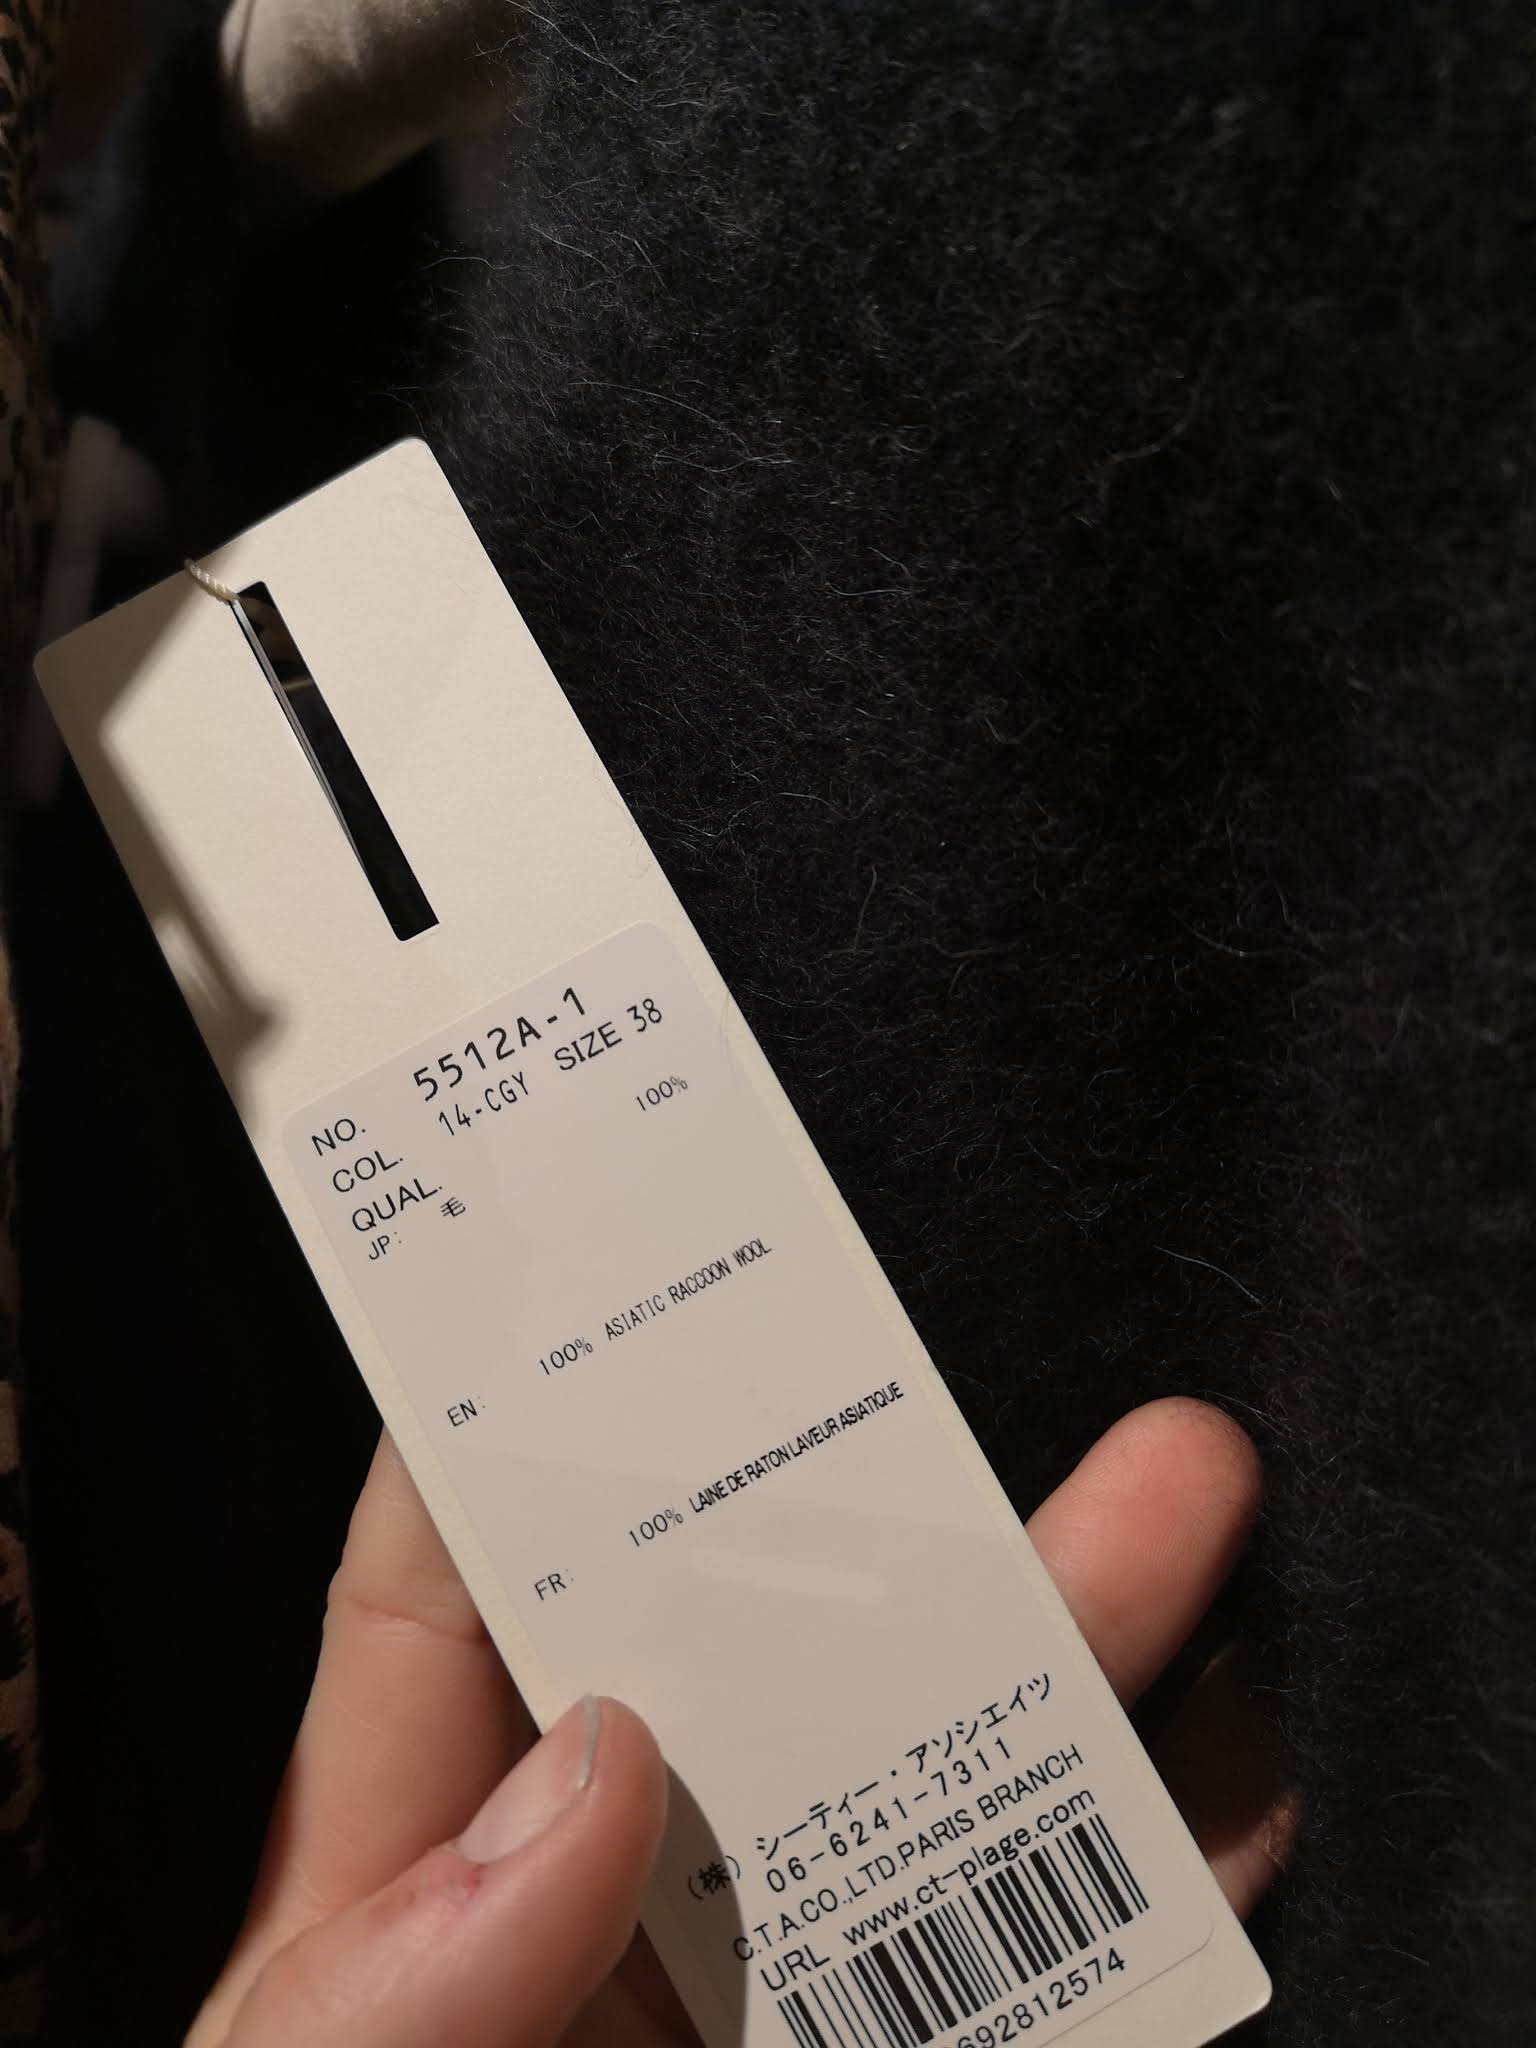 NO. 5512A-1
COL. 14-CGY SIZE 38
QUAL.
JP: 毛 100%
EN: 100% ASIATIC RACCOON WOOL
FR: 100% LAINE DE RATON LAVEUR ASIATIQUE
(株) シーティー・アソシエイツ
06-6241-7311
C.T.A.CO.,LTD.PARIS BRANCH
URL www.ct-plage.com
692812574